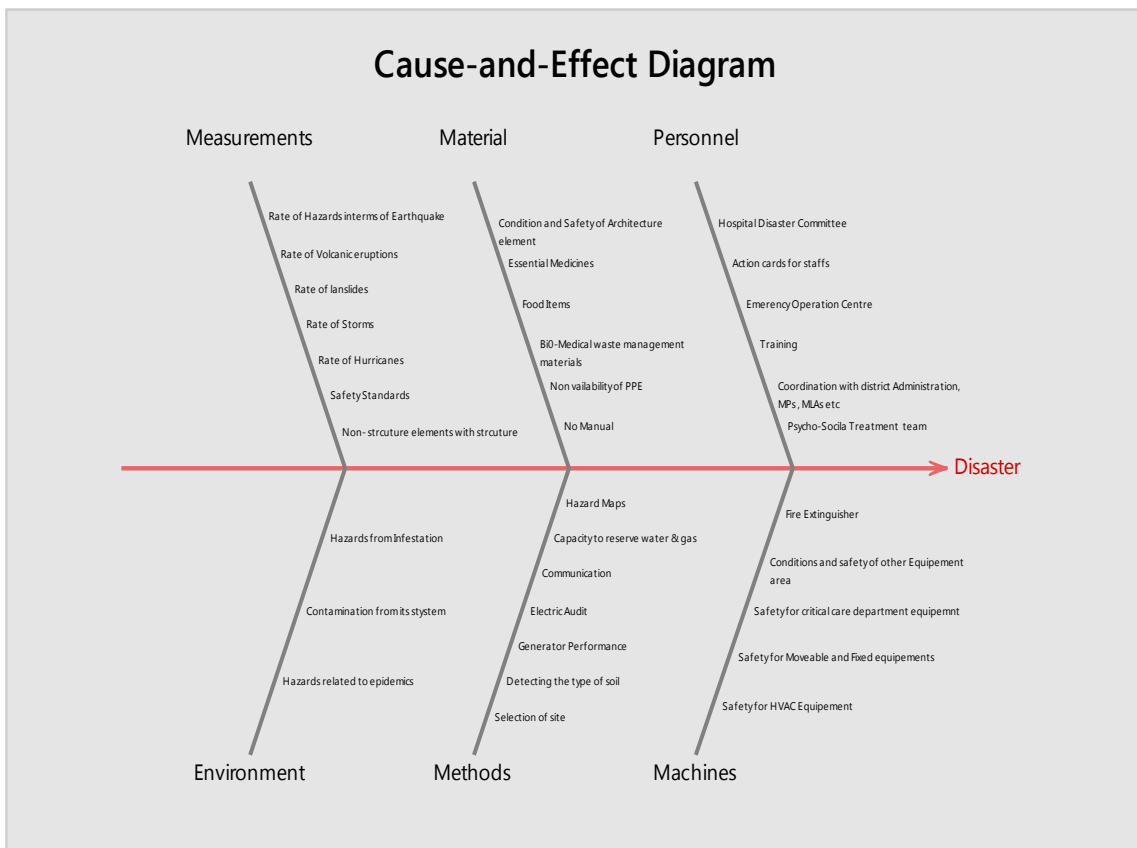 Cause-and-Effect Diagram
Measurements
Material
Personnel
Rate of Hazards interms of Earthquake
Rate of Volcanic eruptions
Rate of lanslides
Rate of Storms
Rate of Hurricanes
Safety Standards
Non- strcuture elements with strcuture
Condition and Safety of Architecture
element
Essential Medicines
Food Items
Bi0-Medical waste management
materials
Non vailability of PPE
No Manual
Hospital Disaster Committee
Action cards for staffs
Emerency Operation Centre
Training
Coordination with district Administration,
MPs , MLAs etc
Psycho-Socila Treatment team
Disaster
Hazards from Infestation
Contamination from its stystem
Hazards related to epidemics
Hazard Maps
Capacity to reserve water & gas
Communication
Electric Audit
Generator Performance
Detecting the type of soil
Selection of site
Fire Extinguisher
Conditions and safety of other Equipement
area
Safety for critical care department equipemnt
Safety for Moveable and Fixed equipements
Safety for HVAC Equipement
Environment
Methods
Machines